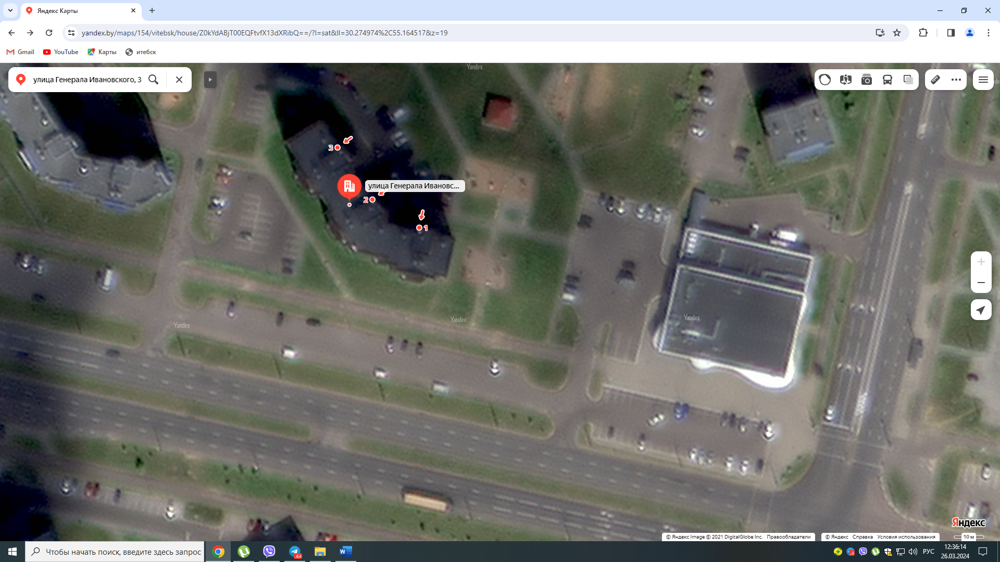 Яндекс Карты
yandex.by/maps/154/vitebsk/house/Z0kYdABjT00EQFtvfX13dXRibQ==/?l=sat&ll=30.274974%2C55.164517&z=19
Gmail
YouTube
Карты
итебск
Yandex
улица Генерала Ивановского, 3
3
улица Генерала Ивановс...
2
1
Yandex
Yandex
Yandex
Яндекс
© Яндекс Image © 2021 DigitalGlobe Inc. Правообладатели
© Яндекс Справка Условия использования
10 м
Чтобы начать поиск, введите здесь запрос
РУС
12:36:14
26.03.2024